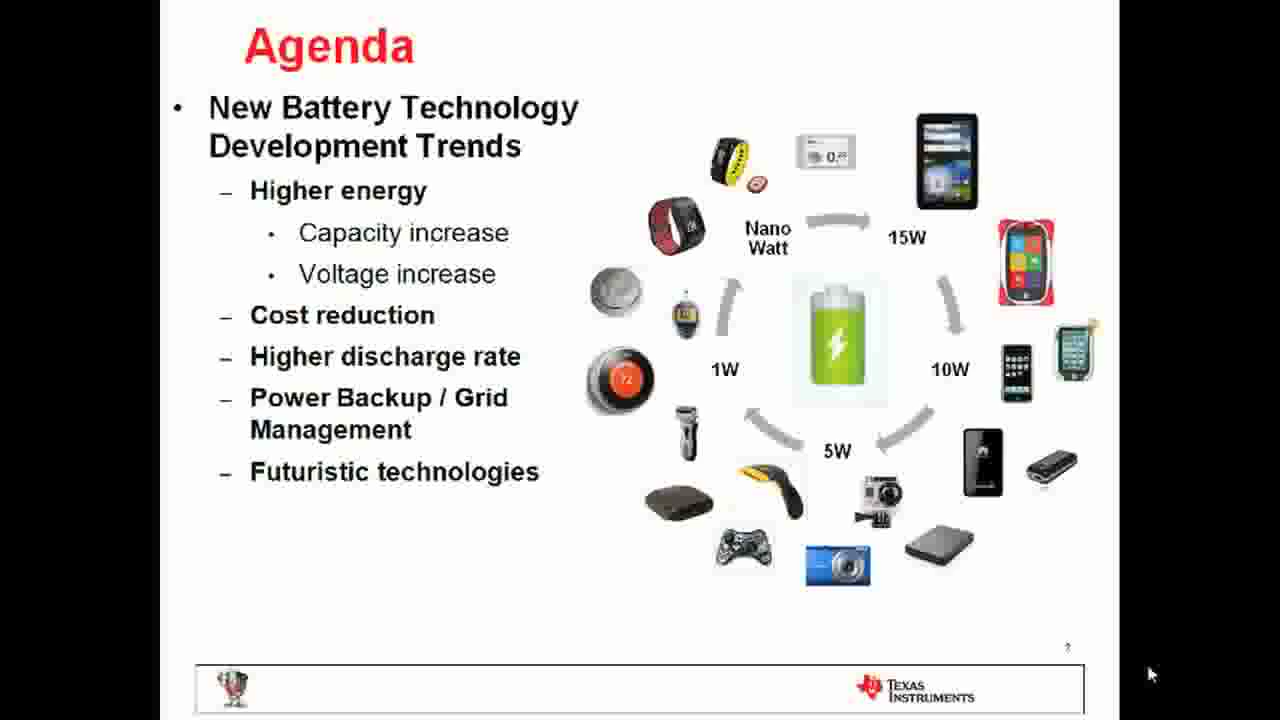 Agenda
• New Battery Technology
Development Trends
– Higher energy
• Capacity increase
• Voltage increase
– Cost reduction
– Higher discharge rate
– Power Backup / Grid
Management
– Futuristic technologies
Nano
Watt
15W
1W
10W
5W
TEXAS
INSTRUMENTS